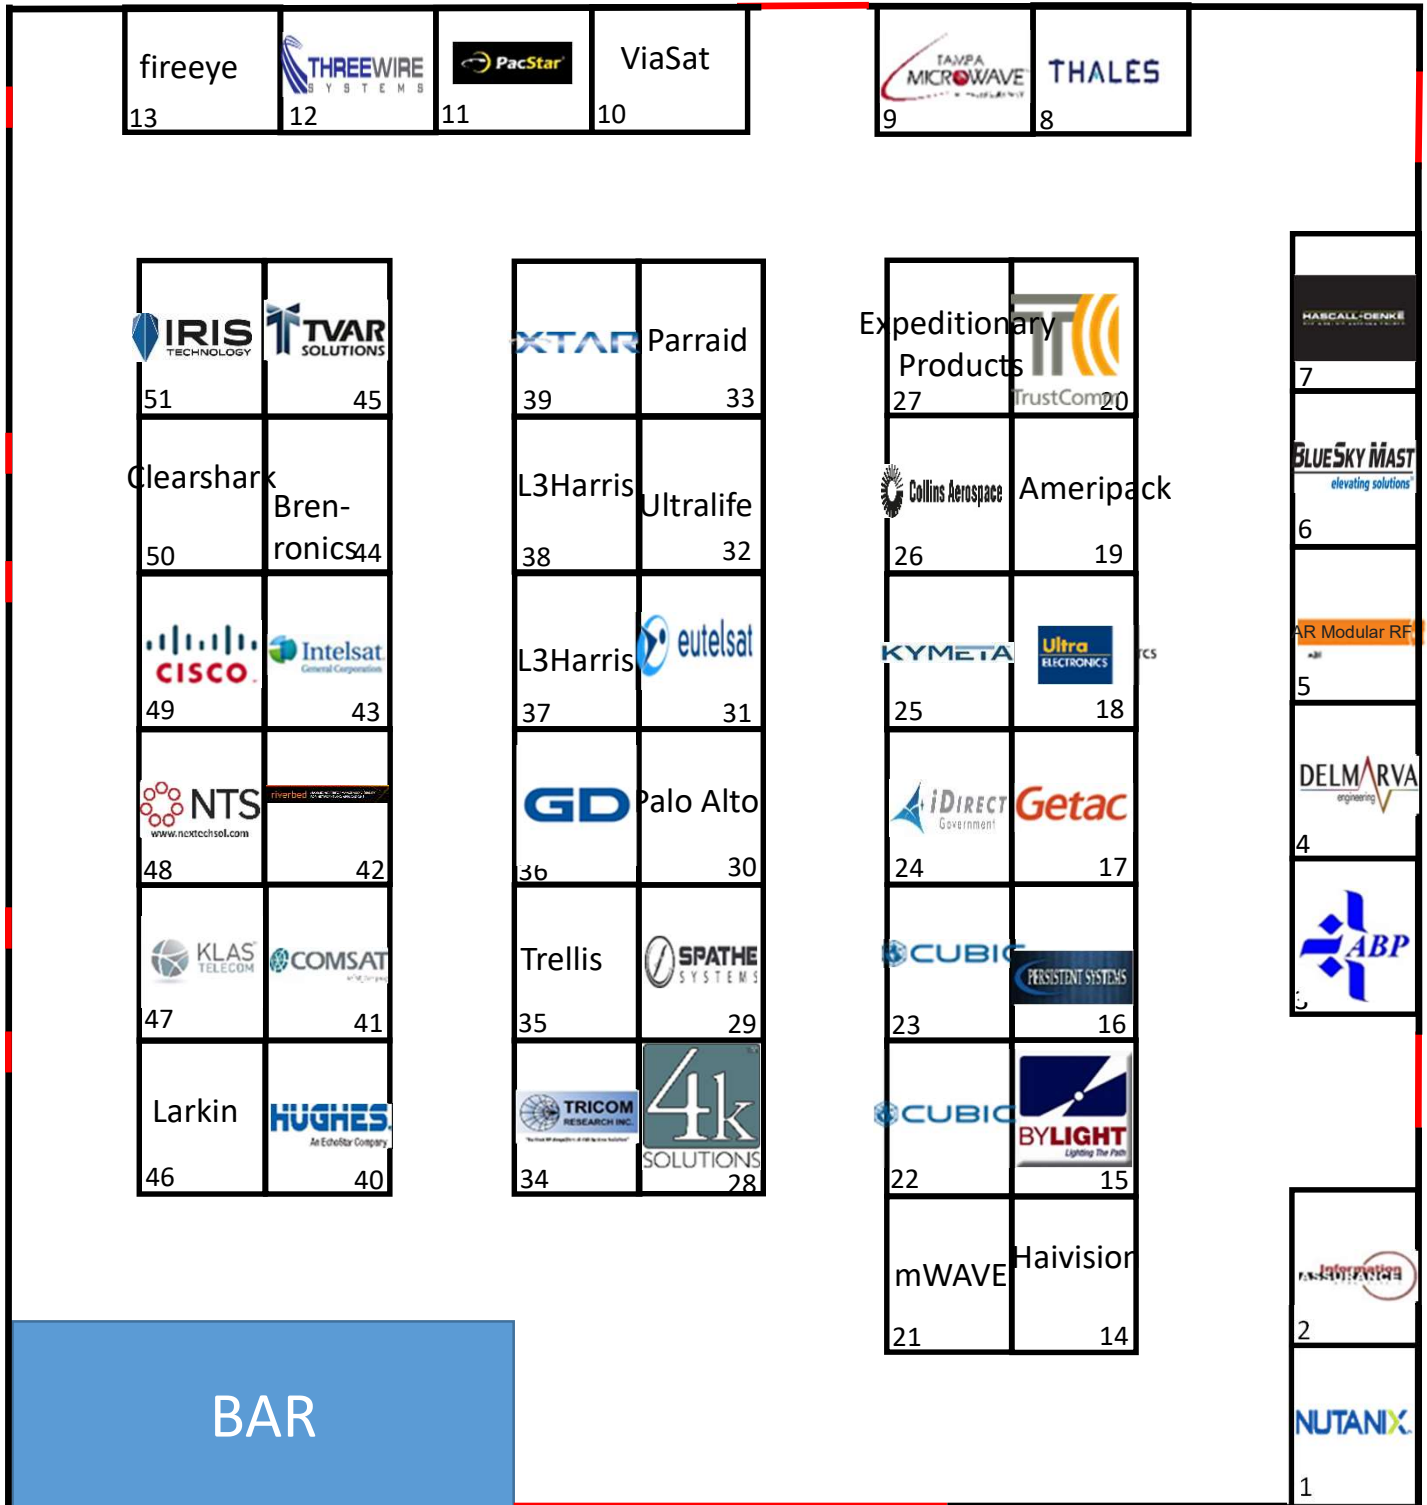 fireeye
13
THREEWIRE
SYSTEMS
12
PacStar
11
ViaSat
10
TAMPA
MICROWAVE
9
THALES
8
IRIS
TECHNOLOGY
51
TVAR
SOLUTIONS
45
XTAR
39
Parraid
33
Expeditionary
Products
27
TrustComm
20
HASCALL-DENKE
7
Clearshark
50
Bren-
ronics
44
L3Harris
38
Ultralife
32
Collins Aerospace
26
Ameripack
19
BLUESKY MAST
elevating solutions
6
CISCO
49
Intelsat
General Corporation
43
L3Harris
37
eutelsat
31
KYMETA
25
Ultra
ELECTRONICS
rcs
18
AR Modular RF
5
NTS
www.nextechsol.com
48
riverbed
42
GD
36
Palo Alto
30
iDIRECT
Government
24
Getac
17
DELMARVA
engineering
4
KLAS
TELECOM
47
COMSAT
41
Trellis
35
SPATHE
SYSTEMS
29
CUBIC
23
PERSISTENT SYSTEMS
16
ABP
Larkin
46
HUGHES
An EchoStar Company
40
TRICOM
RESEARCH INC.
34
4k
SOLUTIONS
28
CUBIC
22
BYLIGHT
Lighting The Path
15
mWAVE
21
Haivision
14
Information
ASSURANCE
2
NUTANIX
1
BAR